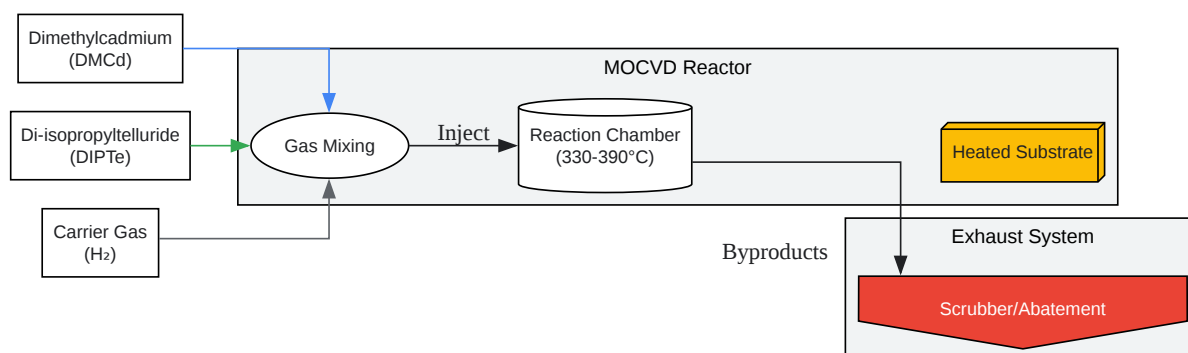 Dimethylcadmium
(DMCd)
MOCVD Reactor
Di-isopropyltelluride
(DIPTe)
Gas Mixing
Inject
Reaction Chamber
(330-390°C)
Heated Substrate
Carrier Gas
(H₂)
Byproducts
Exhaust System
Scrubber/Abatement